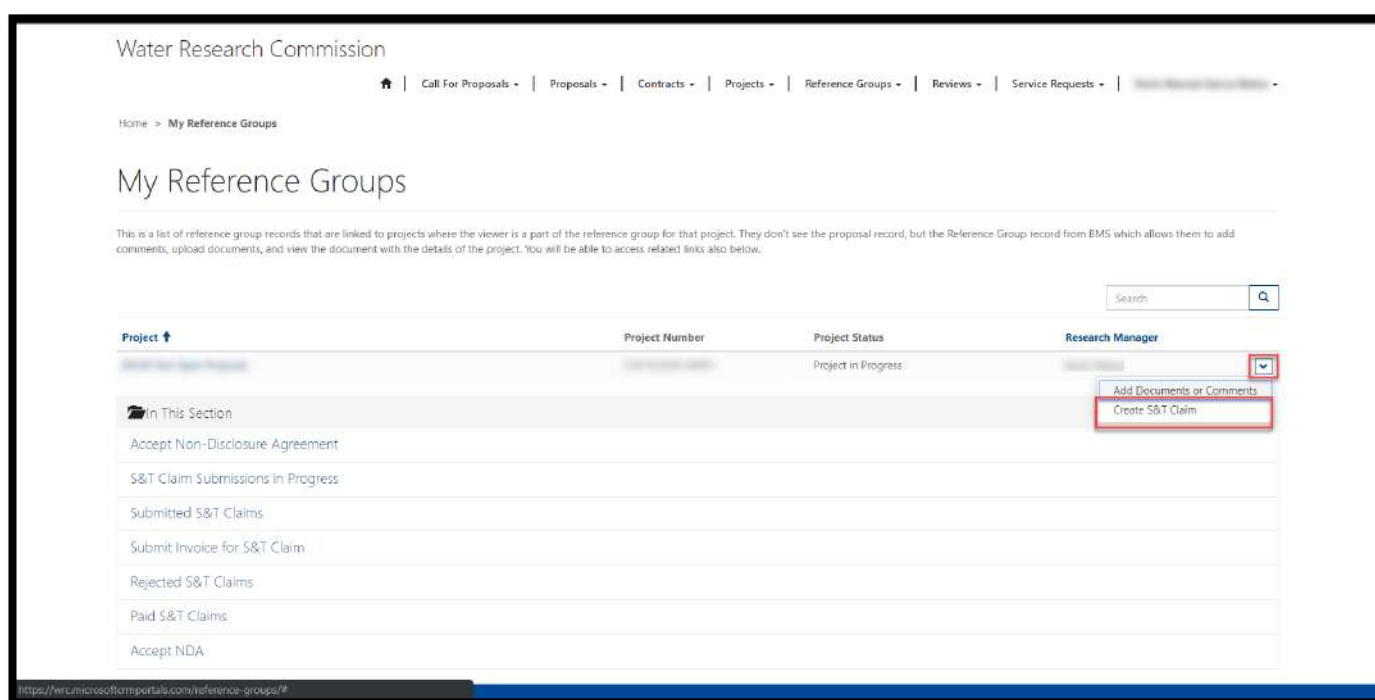 Water Research Commission
Call For Proposals | Proposals | Contracts | Projects | Reference Groups | Reviews | Service Requests |
Home > My Reference Groups
My Reference Groups
This is a list of reference group records that are linked to projects where the viewer is a part of the reference group for that project. They don't see the proposal record, but the Reference Group record from BMS which allows them to add
comments, upload documents, and view the document with the details of the project. You will be able to access related links also below.
Search
Project Project Number Project Status Research Manager
Project in Progress
Add Documents or Comments
Create S&T Claim
In This Section
Accept Non-Disclosure Agreement
S&T Claim Submissions in Progress
Submitted S&T Claims
Submit Invoice for S&T Claim
Rejected S&T Claims
Paid S&T Claims
Accept NDA
https://wrc.microsoftcrmportals.com/reference-groups/#